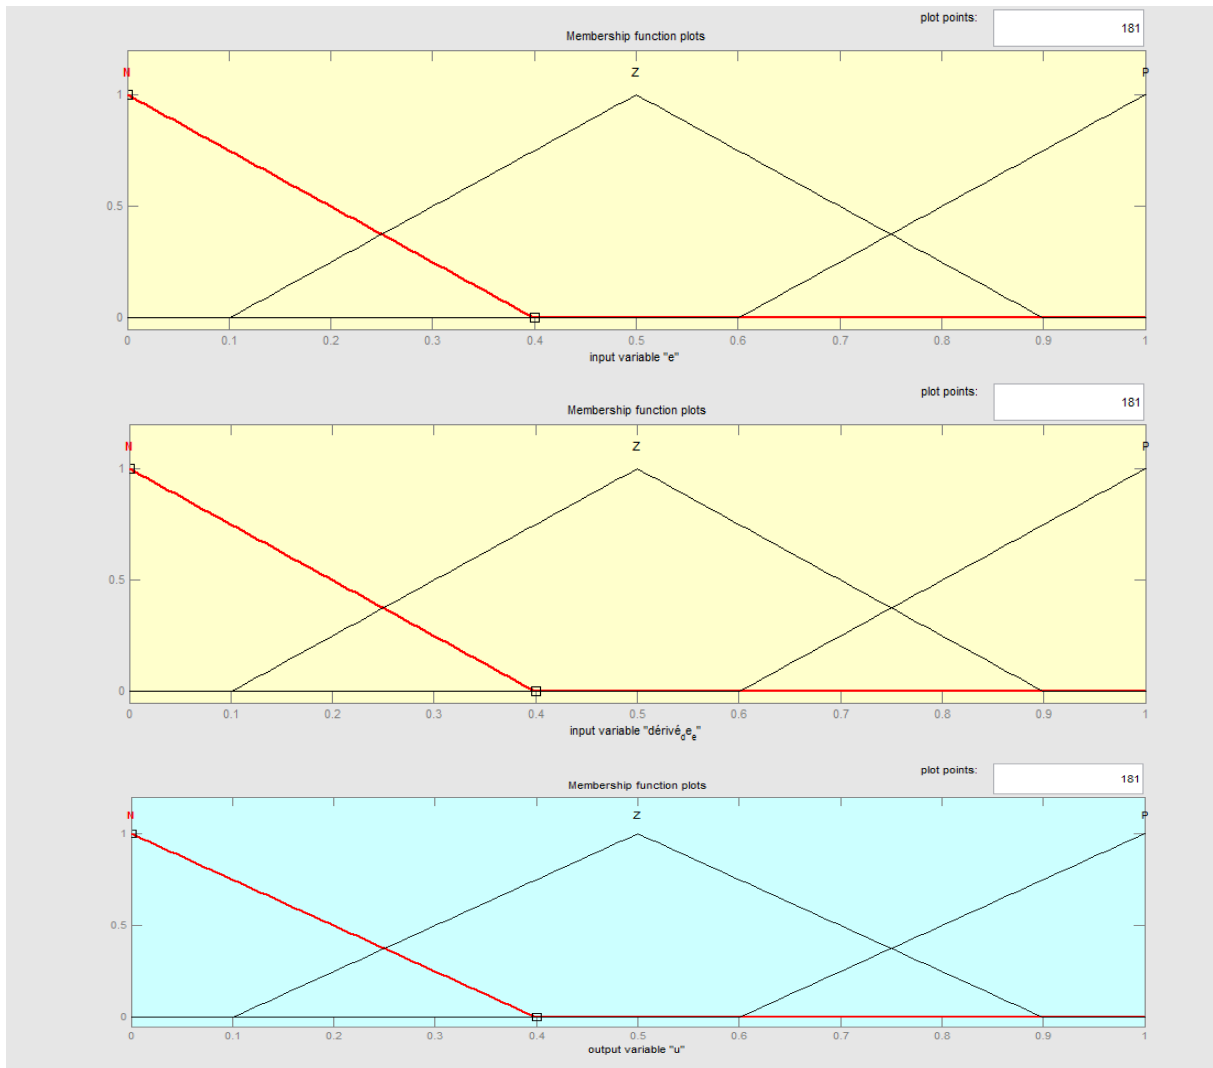 plot points: 181
Membership function plots
N Z P
1
0.5
0
0 0.1 0.2 0.3 0.4 0.5 0.6 0.7 0.8 0.9 1
input variable "e"
plot points: 181
Membership function plots
N Z P
1
0.5
0
0 0.1 0.2 0.3 0.4 0.5 0.6 0.7 0.8 0.9 1
input variable "dérivédee"
plot points: 181
Membership function plots
N Z P
1
0.5
0
0 0.1 0.2 0.3 0.4 0.5 0.6 0.7 0.8 0.9 1
output variable "u"